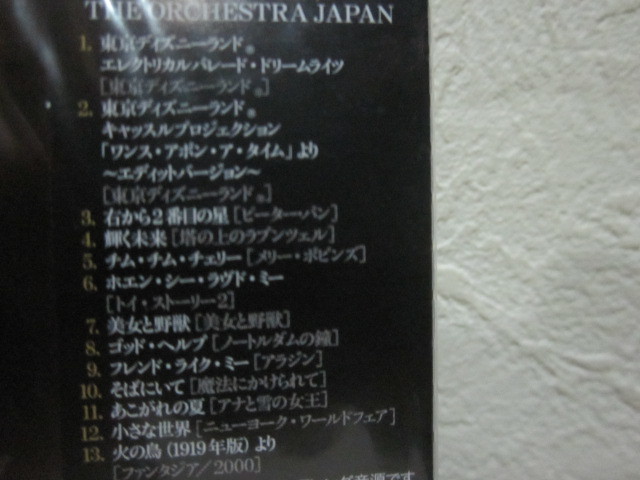 THE ORCHESTRA JAPAN
1. 東京ディズニーランド®
エレクトリカルパレード・ドリームライツ
[東京ディズニーランド®]
2. 東京ディズニーランド®
キャッスルプロジェクション
「ワンス・アポン・ア・タイム」より
〜エディットバージョン〜
[東京ディズニーランド®]
3. 右から2番目の星[ピーター・パン]
4. 輝く未来[塔の上のラプンツェル]
5. チム・チム・チェリー[メリー・ポピンズ]
6. ホエン・シー・ラヴド・ミー
[トイ・ストーリー2]
7. 美女と野獣[美女と野獣]
8. ゴッド・ヘルプ[ノートルダムの鐘]
9. フレンド・ライク・ミー[アラジン]
10. そばにいて[魔法にかけられて]
11. あこがれの夏[アナと雪の女王]
12. 小さな世界[ニューヨーク・ワールドフェア]
13. 火の鳥(1919年版)より
[ファンタジア/2000]
音源です